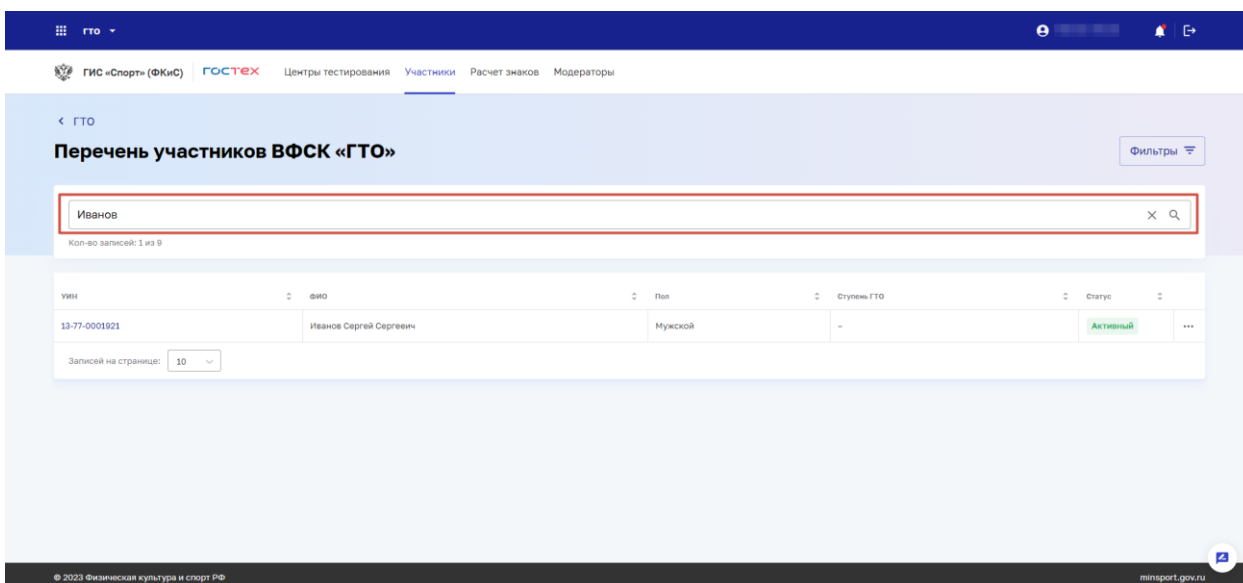 ГТО
ГИС «Спорт» (ФКиС) ГОСТЕХ Центры тестирования Участники Расчет знаков Модераторы
ГТО
Перечень участников ВФСК «ГТО»
Фильтры
Иванов
Кол-во записей: 1 из 9
УИН ФИО Пол Ступень ГТО Статус
13-77-0001921 Иванов Сергей Сергеевич Мужской – Активный ...
Записей на странице: 10
© 2023 Физическая культура и спорт РФ minsport.gov.ru